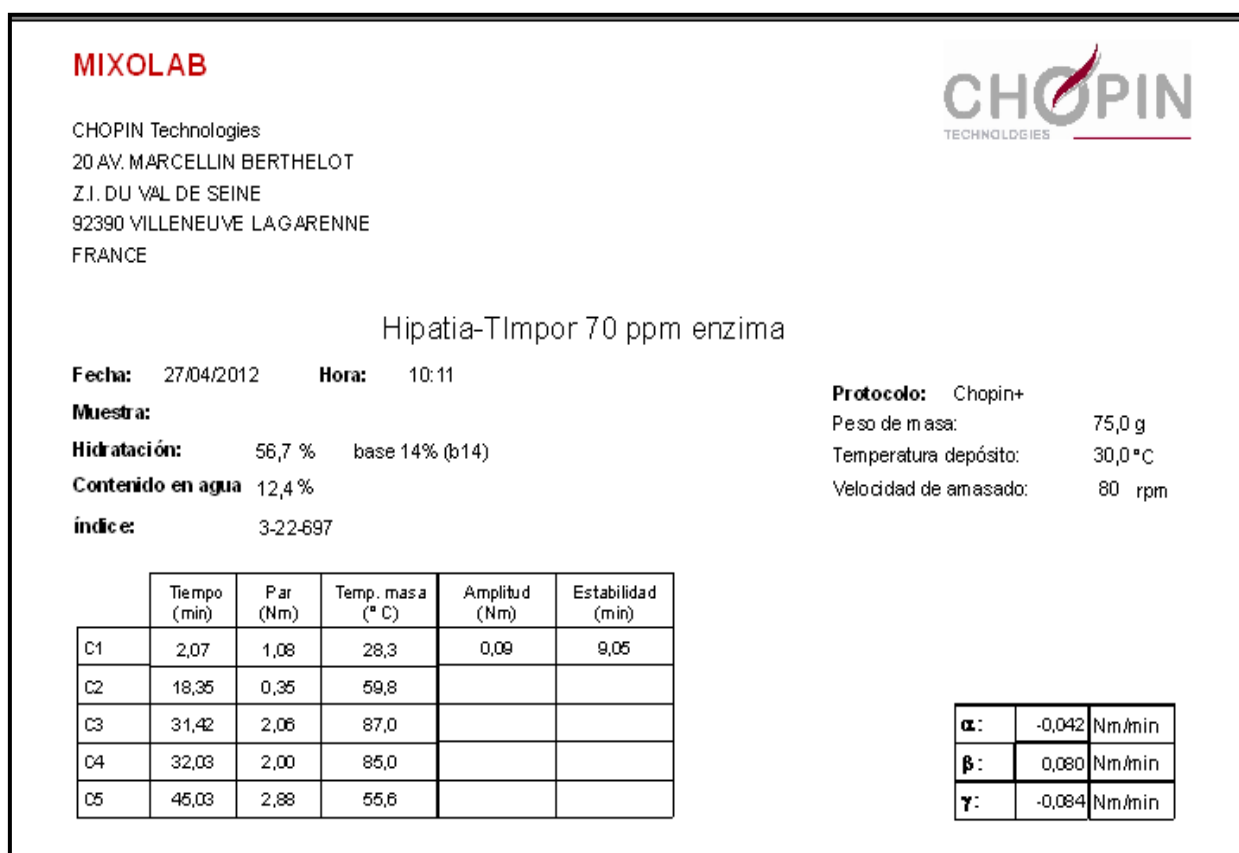 MIXOLAB
CHOPIN
TECHNOLOGIES
CHOPIN Technologies
20 AV. MARCELLIN BERTHELOT
Z.I. DU VAL DE SEINE
92390 VILLENEUVE LAGARENNE
FRANCE
Hipatia-TImpor 70 ppm enzima
Fecha: 27/04/2012 Hora: 10:11
Muestra:
Hidratación: 56,7 % base 14% (b14)
Contenido en agua 12,4%
índice: 3-22-697
Protocolo: Chopin+
Peso de masa: 75,0 g
Temperatura depósito: 30,0°C
Velocidad de amasado: 80 rpm
Tiempo (min) Par (Nm) Temp. masa (° C) Amplitud (Nm) Estabilidad (min)
C1 2,07 1,08 28,3 0,09 9,05
C2 18,35 0,35 59,8
C3 31,42 2,06 87,0
C4 32,03 2,00 85,0
C5 45,03 2,88 55,6
α: -0,042 Nm/min
β: 0,080 Nm/min
γ: -0,084 Nm/min